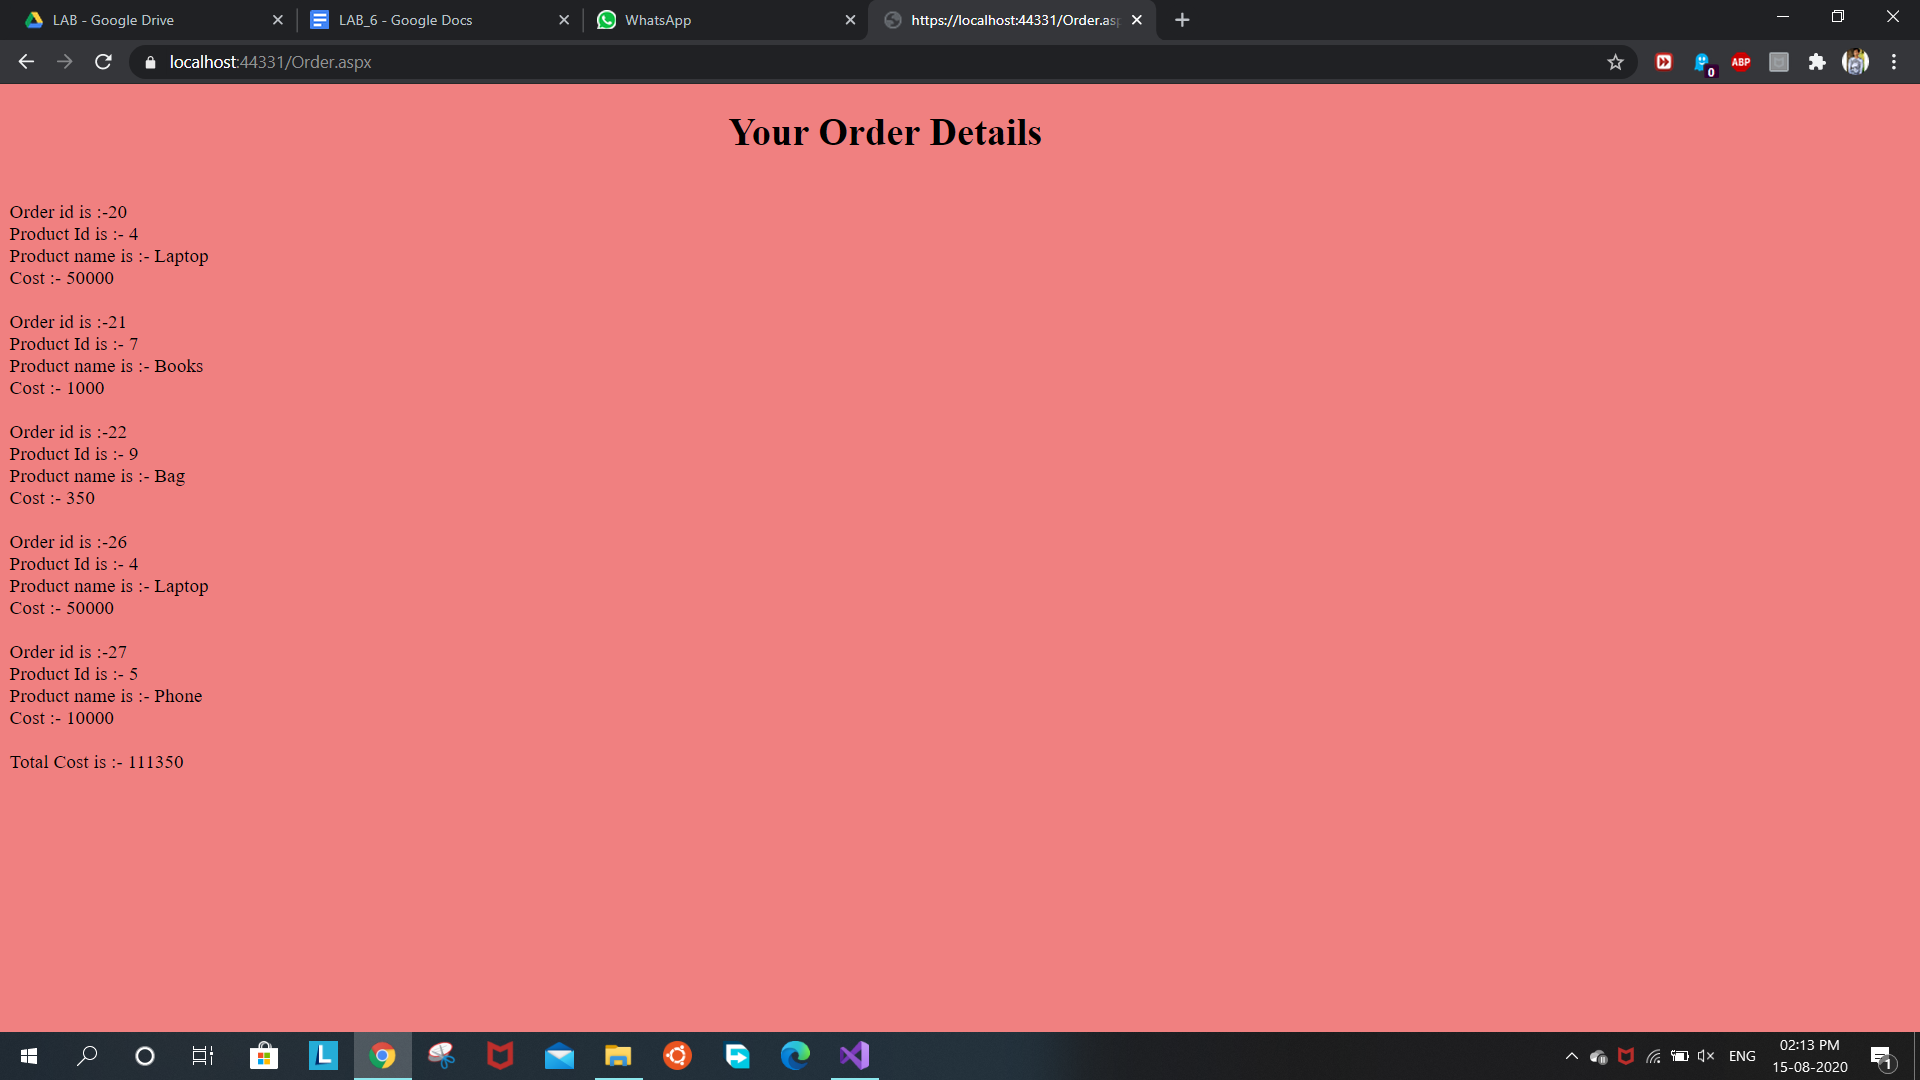 LAB - Google Drive
LAB_6 - Google Docs
WhatsApp
https://localhost:44331/Order.asp
localhost:44331/Order.aspx
0
ABP
Your Order Details
Order id is :-20
Product Id is :- 4
Product name is :- Laptop
Cost :- 50000
Order id is :-21
Product Id is :- 7
Product name is :- Books
Cost :- 1000
Order id is :-22
Product Id is :- 9
Product name is :- Bag
Cost :- 350
Order id is :-26
Product Id is :- 4
Product name is :- Laptop
Cost :- 50000
Order id is :-27
Product Id is :- 5
Product name is :- Phone
Cost :- 10000
Total Cost is :- 111350
L
ENG
02:13 PM
15-08-2020
1